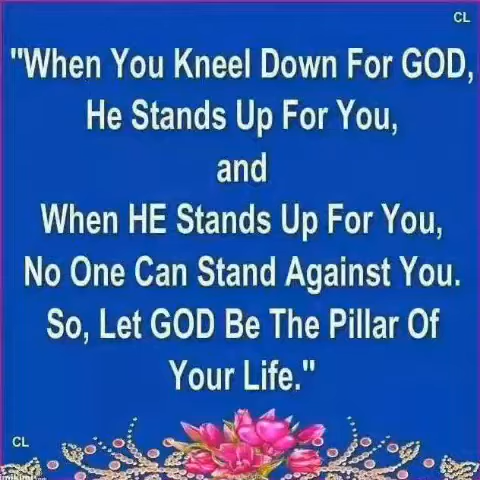 CL
"When You Kneel Down For GOD,
He Stands Up For You,
and
When HE Stands Up For You,
No One Can Stand Against You.
So, Let GOD Be The Pillar Of
Your Life."
CL